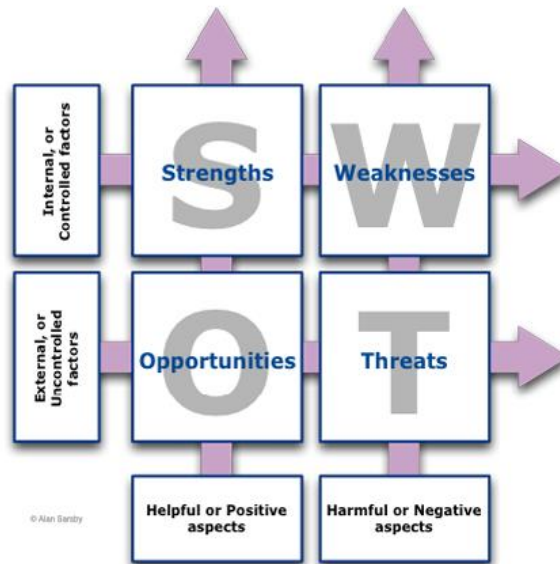 Internal, or
Controlled factors
S
Strengths
W
Weaknesses
External, or
Uncontrolled
factors
O
Opportunities
T
Threats
Helpful or Positive
aspects
Harmful or Negative
aspects
© Alan Sarsby